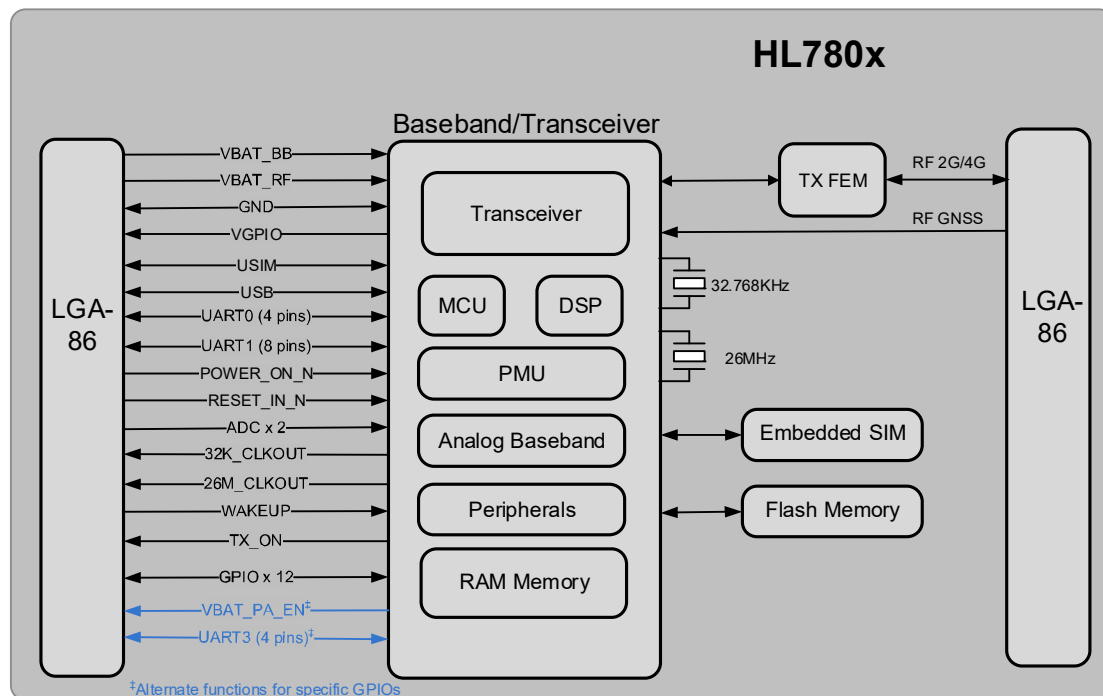 HL780x
Baseband/Transceiver
LGA-
86
VBAT_BB
VBAT_RF
GND
VGPIO
USIM
USB
UART0 (4 pins)
UART1 (8 pins)
POWER_ON_N
RESET_IN_N
ADC x 2
32K_CLKOUT
26M_CLKOUT
WAKEUP
TX_ON
GPIO x 12
VBAT_PA_EN‡
UART3 (4 pins)‡
‡Alternate functions for specific GPIOs
Transceiver
MCU
DSP
PMU
Analog Baseband
Peripherals
RAM Memory
TX FEM
RF 2G/4G
RF GNSS
32.768KHz
26MHz
Embedded SIM
Flash Memory
LGA-
86